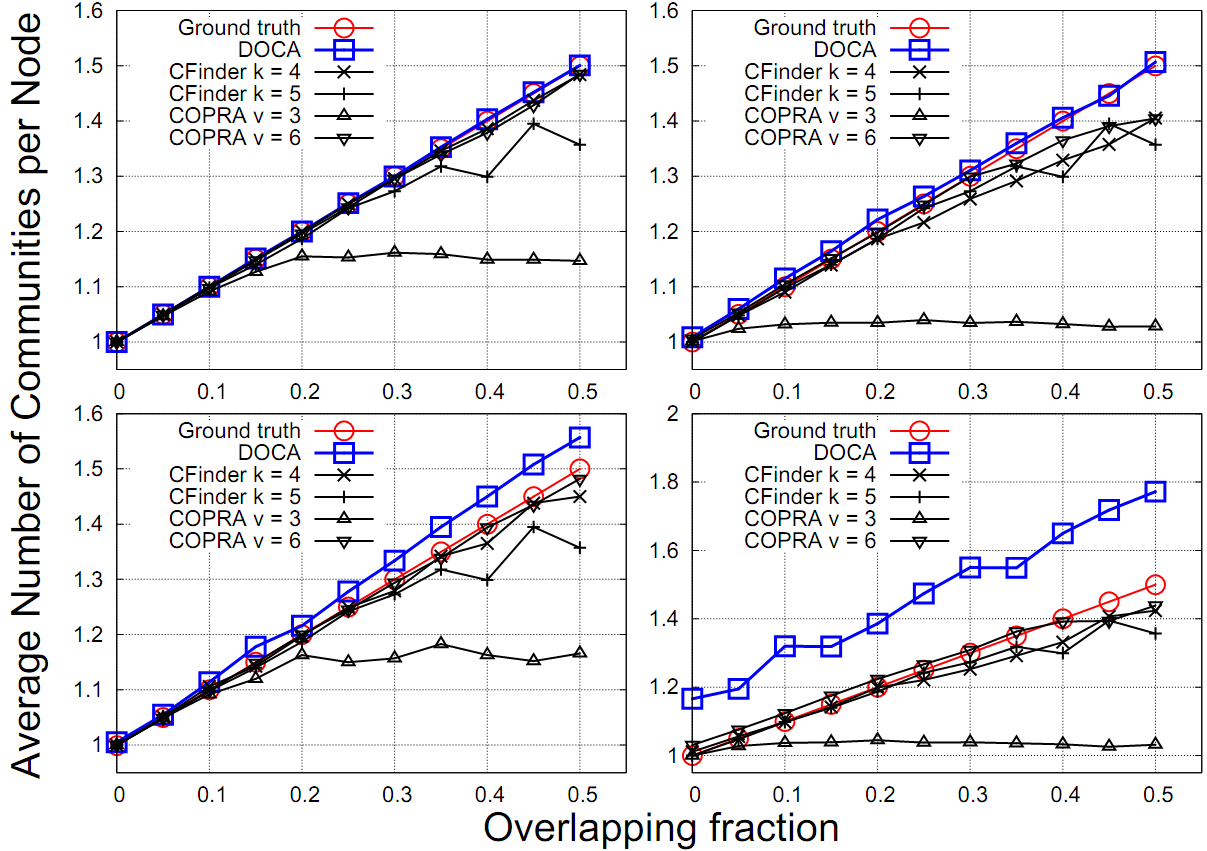 Average Number of Communities per Node
1.6
1.5
1.4
1.3
1.2
1.1
1
Ground truth
DOCA
CFinder k = 4
CFinder k = 5
COPRA v = 3
COPRA v = 6
0 0.1 0.2 0.3 0.4 0.5
1.6
1.5
1.4
1.3
1.2
1.1
1
Ground truth
DOCA
CFinder k = 4
CFinder k = 5
COPRA v = 3
COPRA v = 6
0 0.1 0.2 0.3 0.4 0.5
1.6
1.5
1.4
1.3
1.2
1.1
1
Ground truth
DOCA
CFinder k = 4
CFinder k = 5
COPRA v = 3
COPRA v = 6
0 0.1 0.2 0.3 0.4 0.5
2
1.8
1.6
1.4
1.2
1
Ground truth
DOCA
CFinder k = 4
CFinder k = 5
COPRA v = 3
COPRA v = 6
0 0.1 0.2 0.3 0.4 0.5
Overlapping fraction